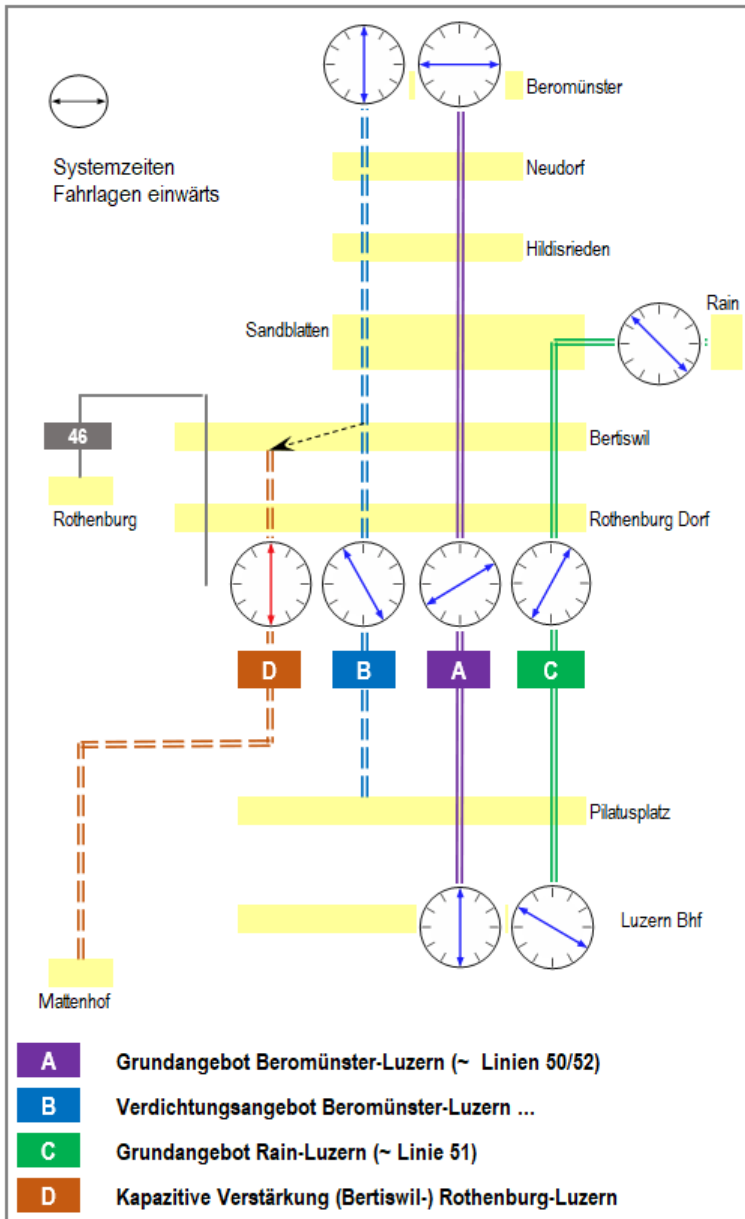 Beromünster
Systemzeiten
Fahrlagen einwärts
Neudorf
Hildisrieden
Rain
Sandblatten
46
Bertiswil
Rothenburg
Rothenburg Dorf
D
B
A
C
Pilatusplatz
Luzern Bhf
Mattenhof
A Grundangebot Beromünster-Luzern (~ Linien 50/52)
B Verdichtungsangebot Beromünster-Luzern ...
C Grundangebot Rain-Luzern (~ Linie 51)
D Kapazitive Verstärkung (Bertiswil-) Rothenburg-Luzern